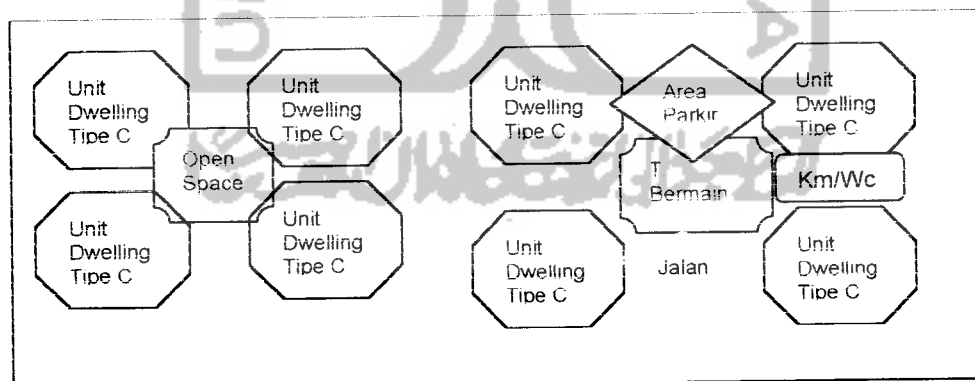 Unit
Dwelling
Tipe C
Unit
Dwelling
Tipe C
Open
Space
Unit
Dwelling
Tipe C
Unit
Dwelling
Tipe C
Unit
Dwelling
Tipe C
Area
Parkir
Unit
Dwelling
Tipe C
T
Bermain
Km/Wc
Unit
Dwelling
Tipe C
Jalan
Unit
Dwelling
Tipe C